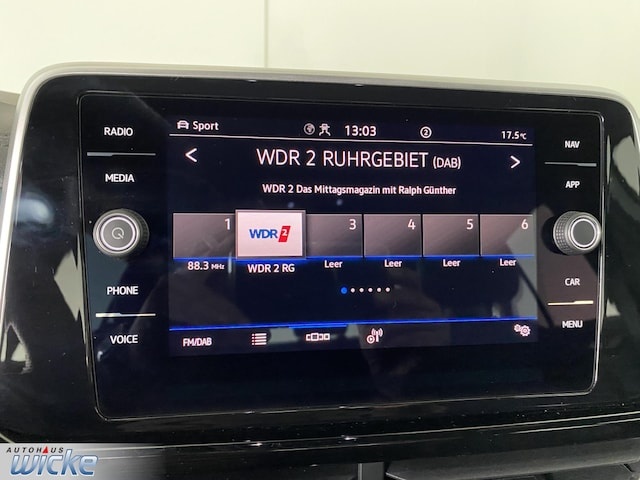 Sport 13:03 2 17.5°C
RADIO
MEDIA
PHONE
VOICE
< WDR 2 RUHRGEBIET (DAB) >
WDR 2 Das Mittagsmagazin mit Ralph Günther
1 WDR 2 3 4 5 6
88.3 MHz WDR 2 RG Leer Leer Leer Leer
FM/DAB
NAV
APP
CAR
MENU
AUTOHAUS
WICKE